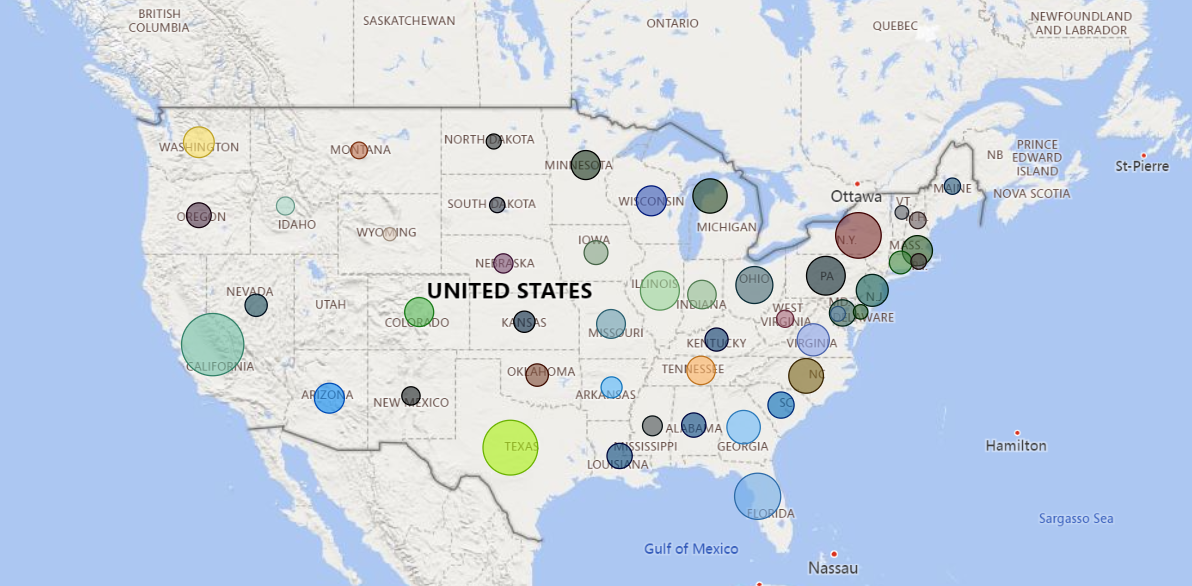 BRITISH
COLUMBIA
SASKATCHEWAN
ONTARIO
QUEBEC
NEWFOUNDLAND
AND LABRADOR
WASHINGTON
MONTANA
NORTH DAKOTA
MINNESOTA
NB
PRINCE
EDWARD
ISLAND
St-Pierre
OREGON
IDAHO
SOUTH DAKOTA
WISCONSIN
MICHIGAN
Ottawa
MAINE
NOVA SCOTIA
VT
WYOMING
IOWA
N.Y.
MASS
NEBRASKA
UNITED STATES
ILLINOIS
INDIANA
OHIO
PA
N.J.
NEVADA
UTAH
COLORADO
KANSAS
MISSOURI
WEST
VIRGINIA
MD
DELAWARE
KENTUCKY
VIRGINIA
CALIFORNIA
OKLAHOMA
TENNESSEE
NC
ARIZONA
NEW MEXICO
ARKANSAS
SC
ALABAMA
TEXAS
MISSISSIPPI
GEORGIA
LOUISIANA
Hamilton
FLORIDA
Sargasso Sea
Gulf of Mexico
Nassau